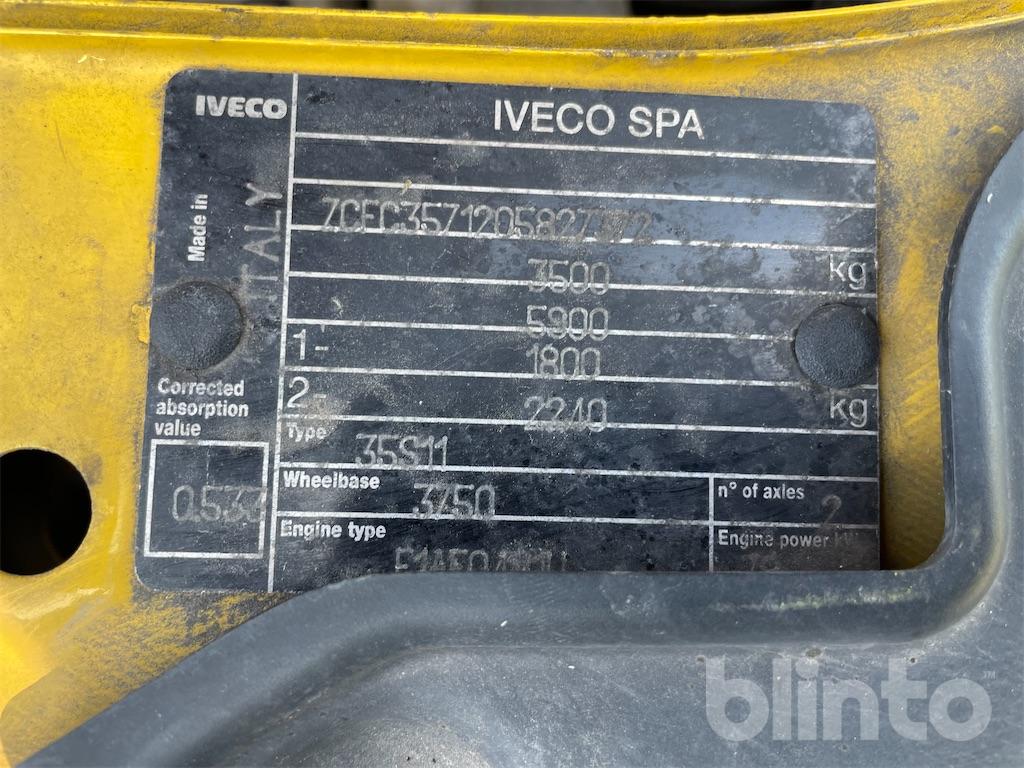 IVECO
IVECO SPA
Made in
ITALY
3500 kg
5900
1- 1800
2- 2240 kg
Type
35S11
Corrected
absorption
value
Wheelbase 3750
n° of axles 2
Engine type
Engine power
blinto